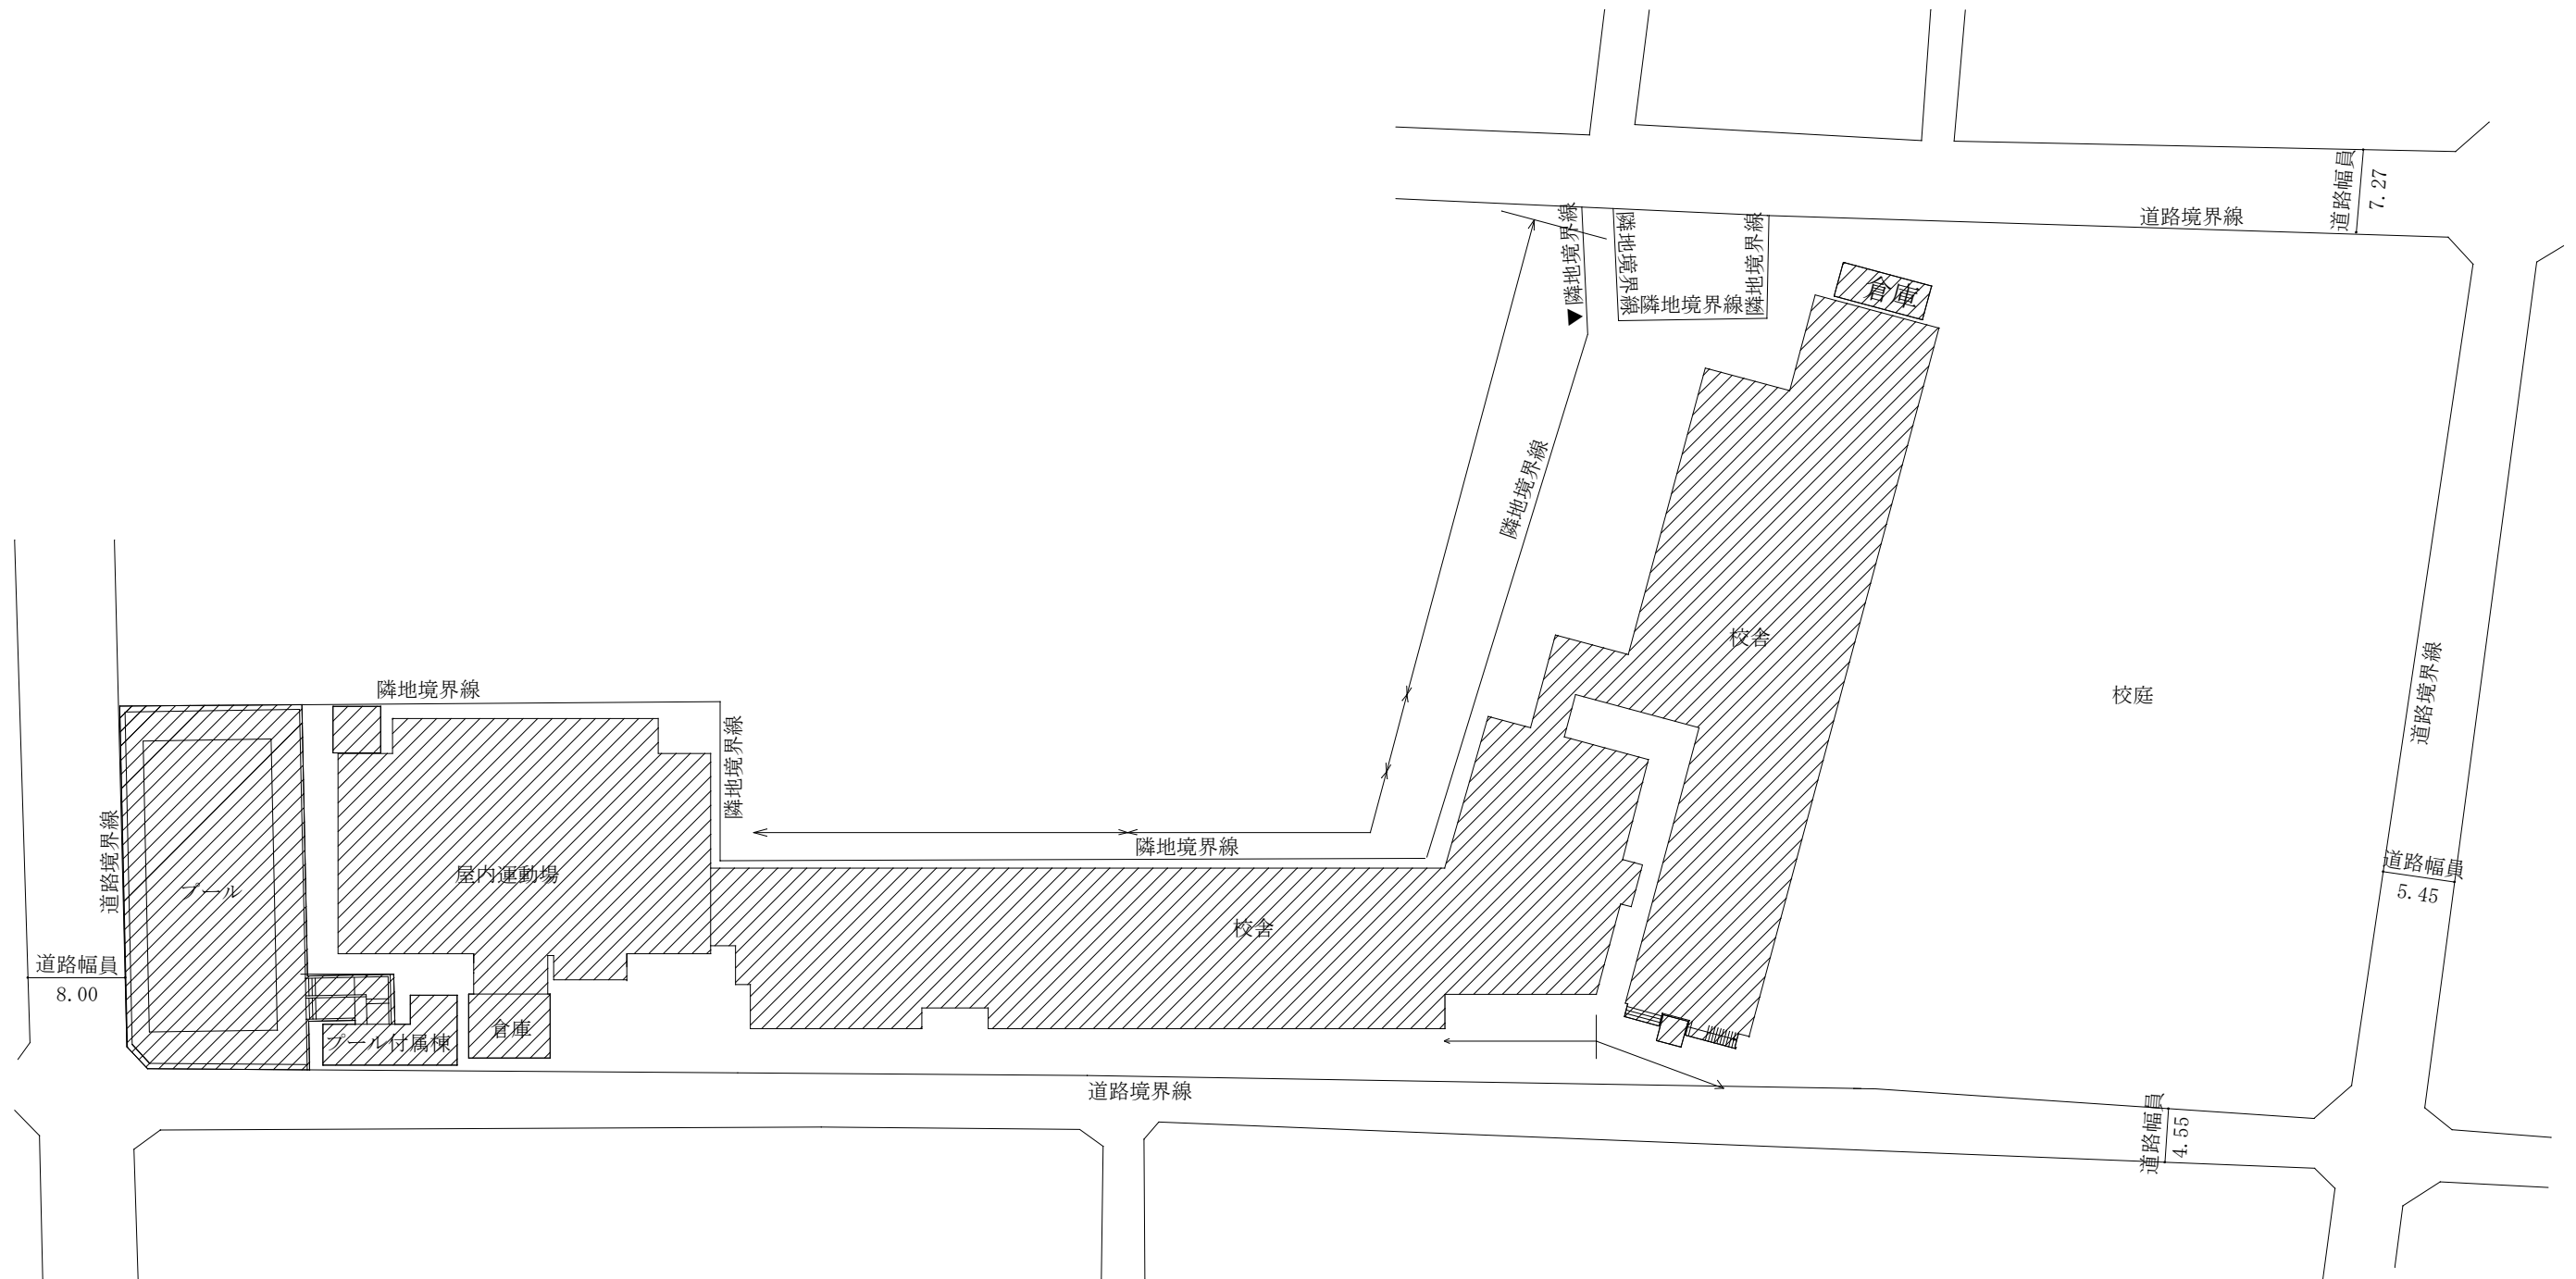 道路幅員
7.27
道路境界線
隣地境界線
隣地境界線
隣地境界線
隣地境界線
倉庫
隣地境界線
校舎
校庭
道路境界線
隣地境界線
隣地境界線
隣地境界線
道路境界線
プール
屋内運動場
校舎
道路幅員
5.45
道路幅員
8.00
プール付属棟
倉庫
道路境界線
道路幅員
4.55